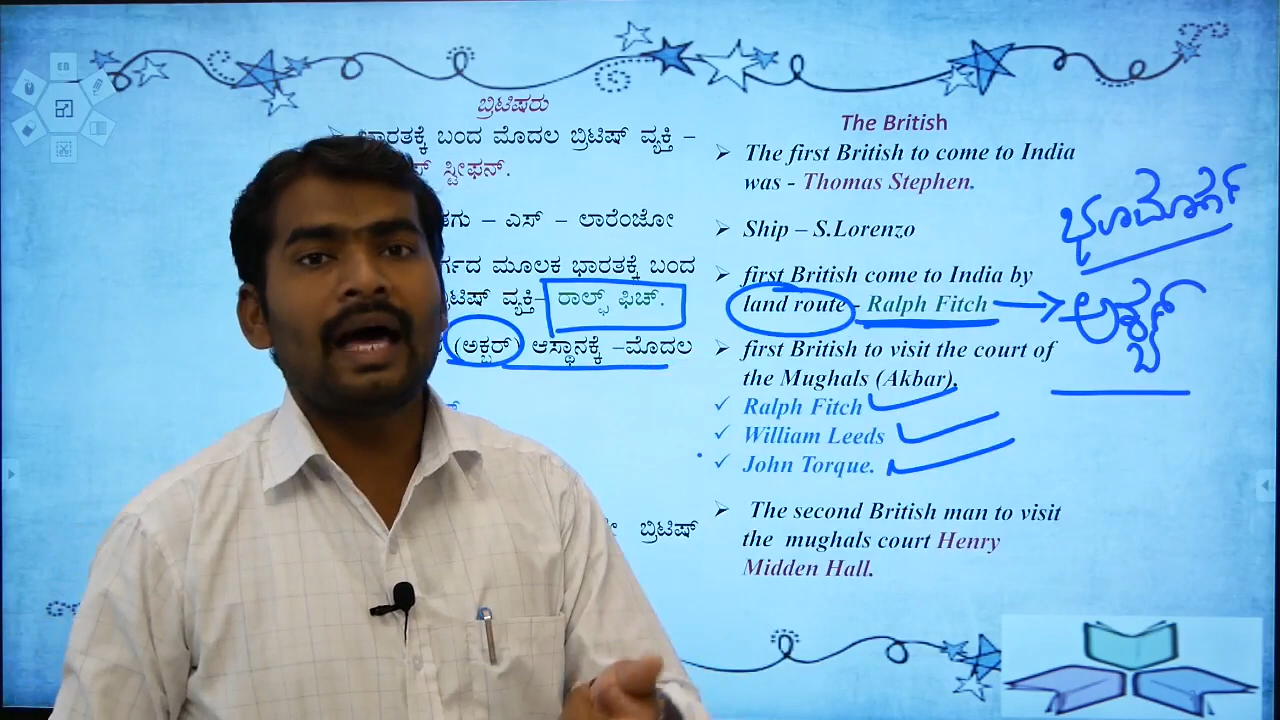 EB
ಬ್ರಿಟಿಷರು
ಭಾರತಕ್ಕೆ ಬಂದ ಮೊದಲ ಬ್ರಿಟಿಷ್ ವ್ಯಕ್ತಿ –
ಸ್ಟೀಫನ್.
– ಎಸ್ – ಲಾರೆಂಜೋ
ಮೂಲಕ ಭಾರತಕ್ಕೆ ಬಂದ
ವ್ಯಕ್ತಿ– ರಾಲ್ಫ್ ಫಿಚ್.
(ಅಕ್ಬರ್) ಆಸ್ಥಾನಕ್ಕೆ –ಮೊದಲ
ಬ್ರಿಟಿಷ್
The British
The first British to come to India
was - Thomas Stephen.
Ship – S.Lorenzo
first British come to India by
land route - Ralph Fitch
first British to visit the court of
the Mughals (Akbar).
Ralph Fitch
William Leeds
John Torque.
The second British man to visit
the mughals court Henry
Midden Hall.
ಭೂಮಾರ್ಗ
ಅಕ್ಬರ್